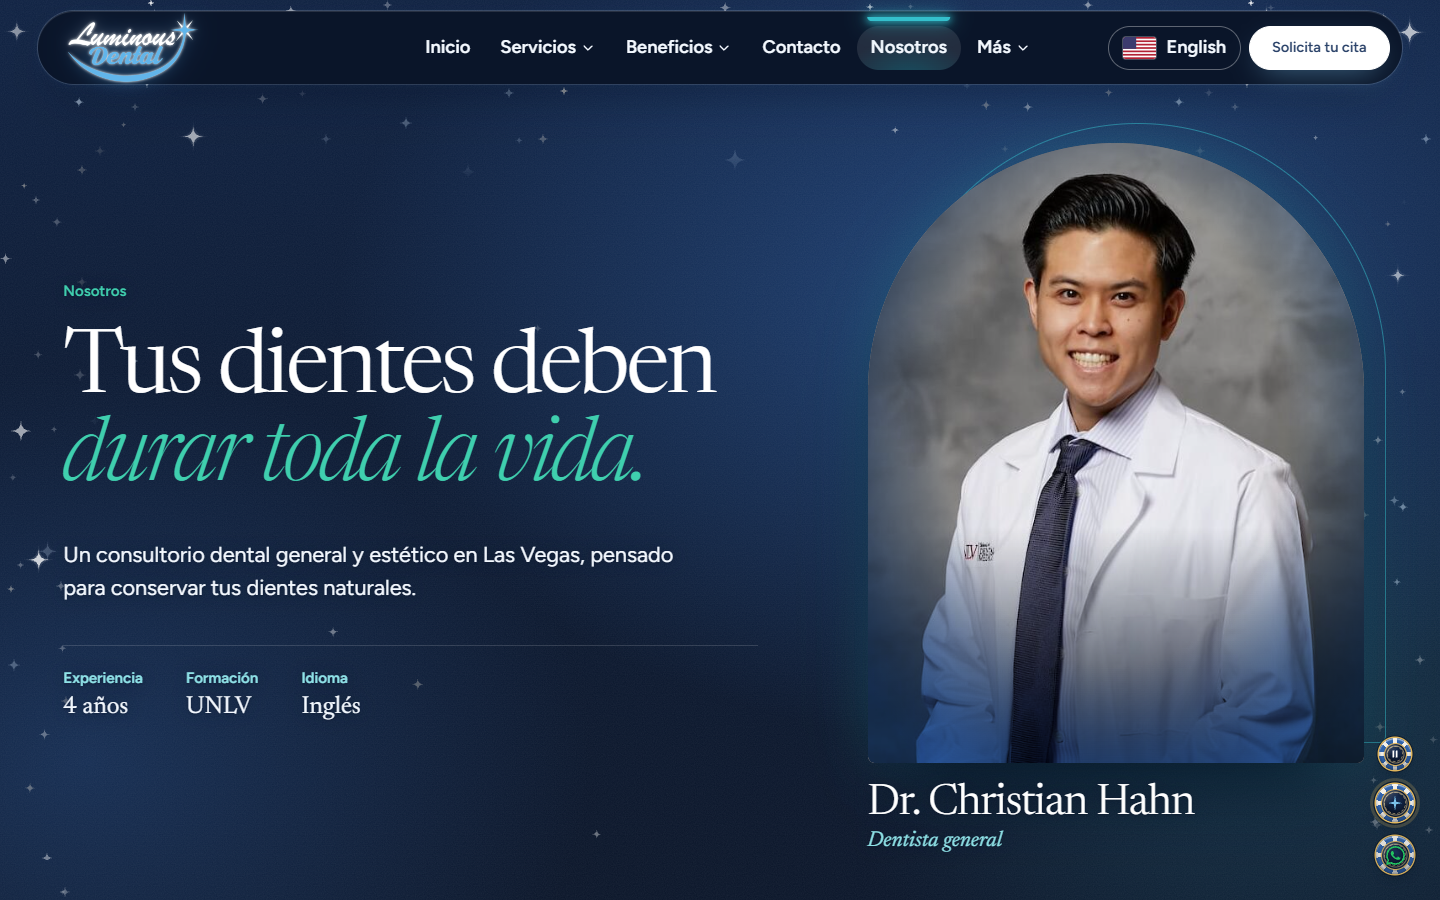 Luminous
Dental
Inicio
Servicios
Beneficios
Contacto
Nosotros
Más
English
Solicita tu cita
Nosotros
Tus dientes deben
durar toda la vida.
Un consultorio dental general y estético en Las Vegas, pensado
para conservar tus dientes naturales.
Experiencia
4 años
Formación
UNLV
Idioma
Inglés
Dr. Christian Hahn
Dentista general